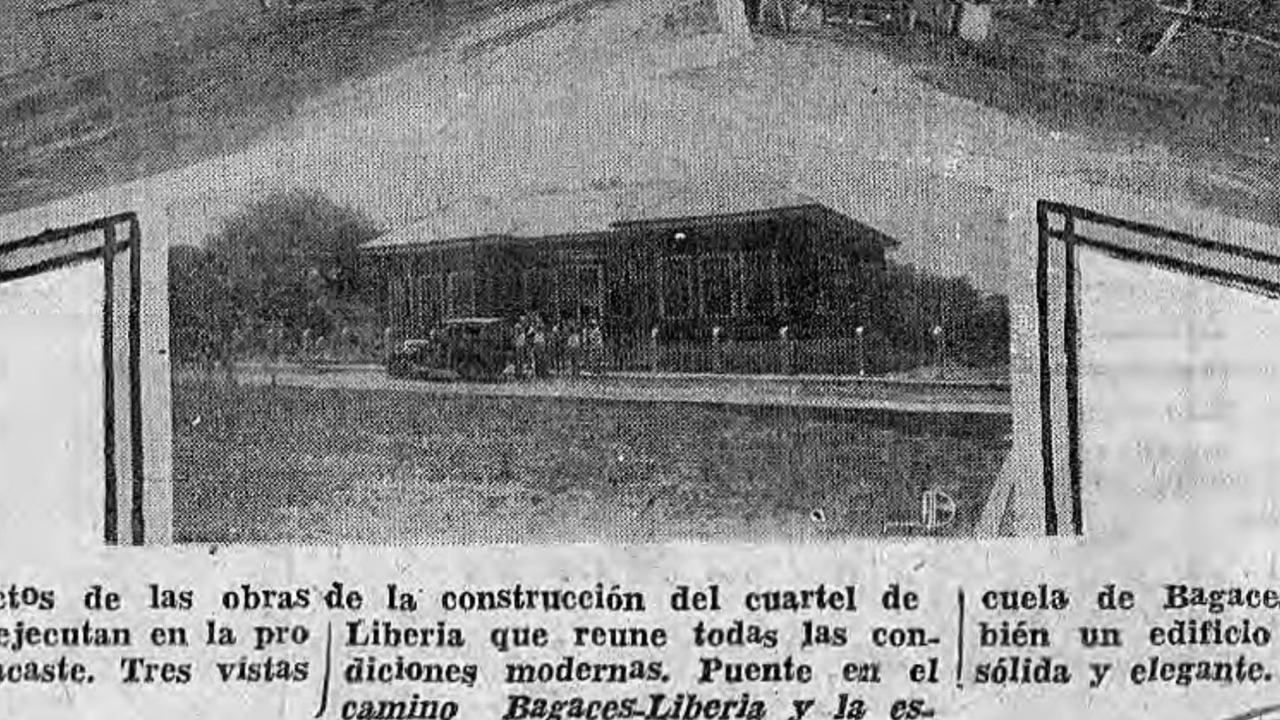 ctos de las obras
ejecutan en la pro
caste. Tres vistas
de la construcción del cuartel de
Liberia que reune todas las con-
diciones modernas. Puente en el
camino Bagaces-Liberia y la es-
cuela de Bagace
bién un edificio
sólida y elegante.